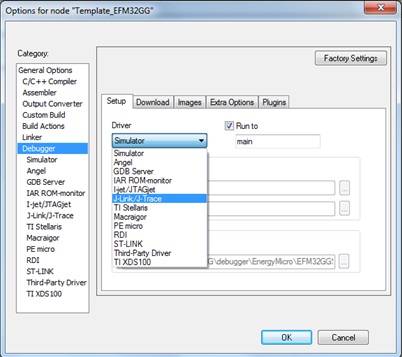 Options for node "Template_EFM32GG"
Category:
General Options
C/C++ Compiler
Assembler
Output Converter
Custom Build
Build Actions
Linker
Debugger
Simulator
Angel
GDB Server
IAR ROM-monitor
I-jet/JTAGjet
J-Link/J-Trace
TI Stellaris
Macraigor
PE micro
RDI
ST-LINK
Third-Party Driver
TI XDS100
Factory Settings
Setup Download Images Extra Options Plugins
Driver
Run to
Simulator
main
Simulator
Angel
GDB Server
IAR ROM-monitor
I-jet/JTAGjet
J-Link/J-Trace
TI Stellaris
Macraigor
PE micro
RDI
ST-LINK
Third-Party Driver
TI XDS100
...
...
G\debugger\EnergyMicro\EFM32GG
...
OK Cancel